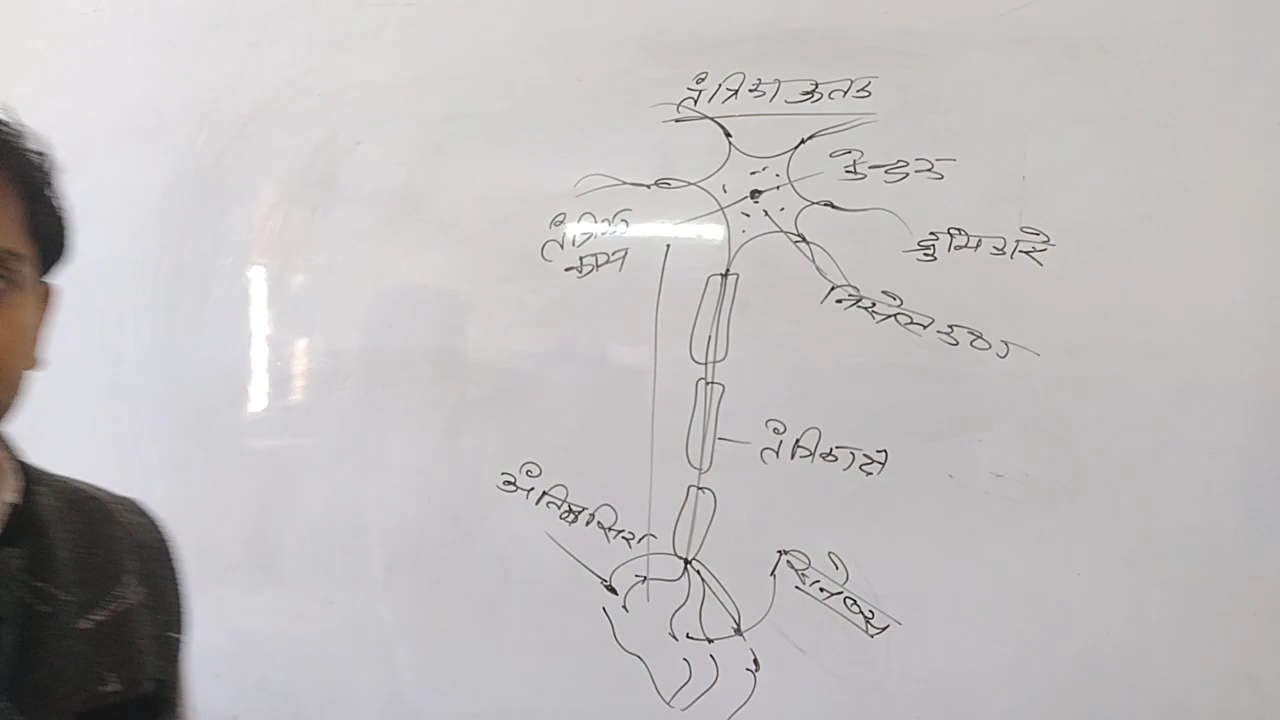 तंत्रिका ऊतक
केन्द्रक
तंत्रिका
काय
द्रुमिकाएँ
निसेल कण
तंत्रिकाक्ष
अंतिम सिरा
सिनेप्स